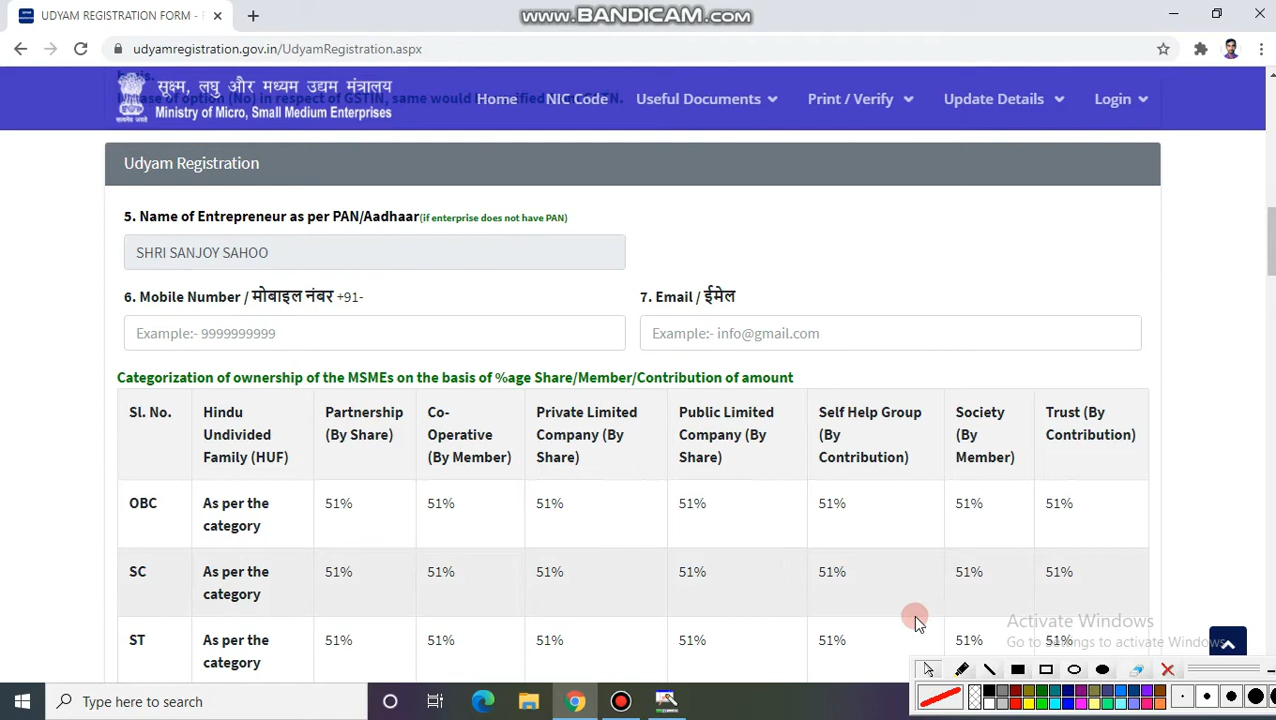 UDYAM REGISTRATION FORM -
www.BANDICAM.com
udyamregistration.gov.in/UdyamRegistration.aspx
basis.
सूक्ष्म, लघु और मध्यम उद्यम मंत्रालय
Ministry of Micro, Small Medium Enterprises
Home NIC Code Useful Documents Print / Verify Update Details Login
Udyam Registration
5. Name of Entrepreneur as per PAN/Aadhaar(if enterprise does not have PAN)
SHRI SANJOY SAHOO
6. Mobile Number / मोबाइल नंबर +91-
7. Email / ईमेल
Example:- 9999999999
Example:- info@gmail.com
Categorization of ownership of the MSMEs on the basis of %age Share/Member/Contribution of amount
Sl. No. Hindu Undivided Family (HUF) Partnership (By Share) Co-Operative (By Member) Private Limited Company (By Share) Public Limited Company (By Share) Self Help Group (By Contribution) Society (By Member) Trust (By Contribution)
OBC As per the category 51% 51% 51% 51% 51% 51% 51%
SC As per the category 51% 51% 51% 51% 51% 51% 51%
ST As per the category 51% 51% 51% 51% 51% 51% 51%
Activate Windows
Go to Settings to activate Windows.
Type here to search